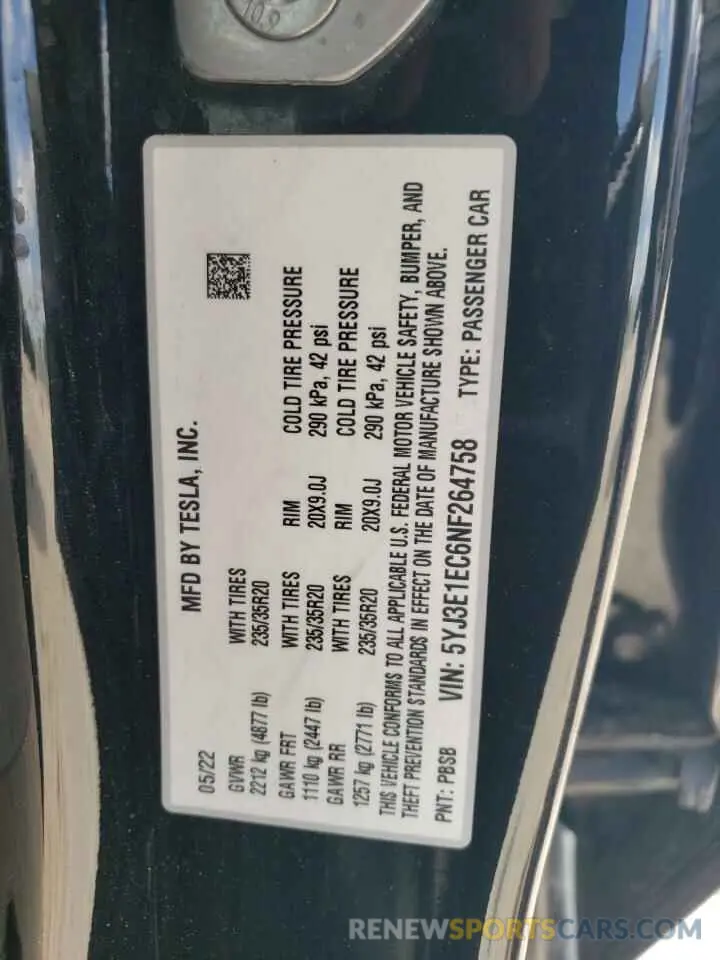 10.9
MFD BY TESLA, INC.
05/22
GVWR WITH TIRES
2212 kg (4877 lb) 235/35R20
GAWR FRT WITH TIRES RIM COLD TIRE PRESSURE
1110 kg (2447 lb) 235/35R20 20X9.0J 290 kPa, 42 psi
GAWR RR WITH TIRES RIM COLD TIRE PRESSURE
1257 kg (2771 lb) 235/35R20 20X9.0J 290 kPa, 42 psi
THIS VEHICLE CONFORMS TO ALL APPLICABLE U.S. FEDERAL MOTOR VEHICLE SAFETY, BUMPER, AND
THEFT PREVENTION STANDARDS IN EFFECT ON THE DATE OF MANUFACTURE SHOWN ABOVE.
PNT: PBSB VIN: 5YJ3E1EC6NF264758 TYPE: PASSENGER CAR
RENEWSPORTSCARS.COM